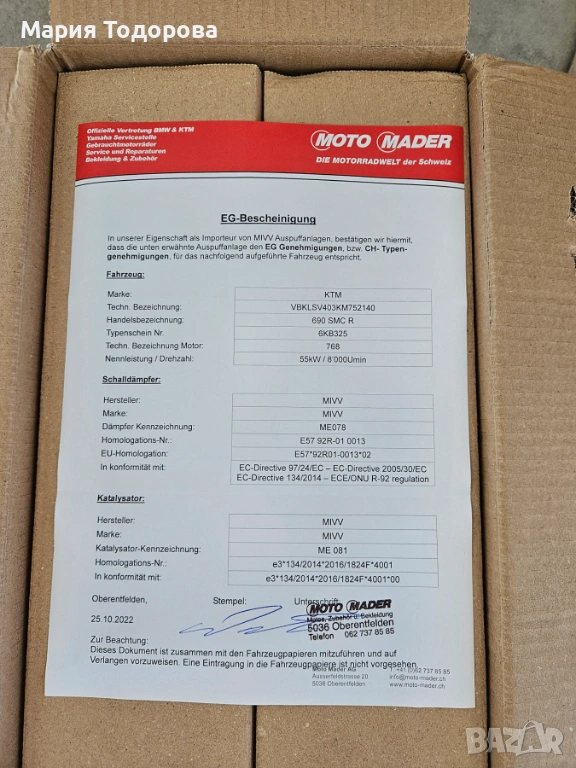 Мария Тодорова
Offizielle Vertretung BMW & KTM
Yamaha Servicestelle
Gebrauchtmotorräder
Service und Reparaturen
Bekleidung & Zubehör
MOTO MADER
DIE MOTORRADWELT der Schweiz
EG-Bescheinigung
In unserer Eigenschaft als Importeur von MIVV Auspuffanlagen, bestätigen wir hiermit,
dass die unten erwähnte Auspuffanlage den EG Genehmigungen, bzw. CH- Typen-
genehmigungen, für das nachfolgend aufgeführte Fahrzeug entspricht.
Fahrzeug:
Marke: KTM
Techn. Bezeichnung: VBKLSV403KM752140
Handelsbezeichnung: 690 SMC R
Typenschein Nr. 6KB325
Techn. Bezeichnung Motor: 768
Nennleistung / Drehzahl: 55kW / 8'000Umin
Schalldämpfer:
Hersteller: MIVV
Marke: MIVV
Dämpfer Kennzeichnung: ME078
Homologations-Nr.: E57 92R-01 0013
EU-Homologation: E57*92R01-0013*02
In konformität mit: EC-Directive 97/24/EC – EC-Directive 2005/30/EC
EC-Directive 134/2014 – ECE/ONU R-92 regulation
Katalysator:
Hersteller: MIVV
Marke: MIVV
Katalysator-Kennzeichnung: ME 081
Homologations-Nr.: e3*134/2014*2016/1824F*4001
In konformität mit: e3*134/2014*2016/1824F*4001*00
Oberentfelden, Stempel: Unterschrift
MOTO MADER
Motos, Zubehör u. Bekleidung
5036 Oberentfelden
Telefon 062 737 85 85
25.10.2022
Zur Beachtung:
Dieses Dokument ist zusammen mit den Fahrzeugpapieren mitzuführen und auf
Verlangen vorzuweisen. Eine Eintragung in die Fahrzeugpapiere ist nicht vorgesehen.
Moto Mader AG T. +41 (0)62 737 85 85
Ausserfeldstrasse 20 info@moto-mader.ch
5036 Oberentfelden www.moto-mader.ch
BAZAR